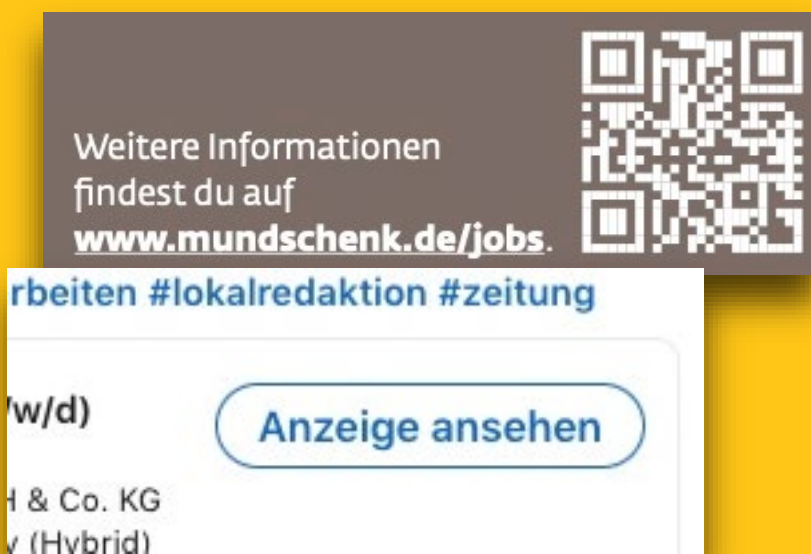 Weitere Informationen
findest du auf
www.mundschenk.de/jobs.
rbeiten #lokalredaktion #zeitung
/w/d)
Anzeige ansehen
H & Co. KG
y (Hybrid)